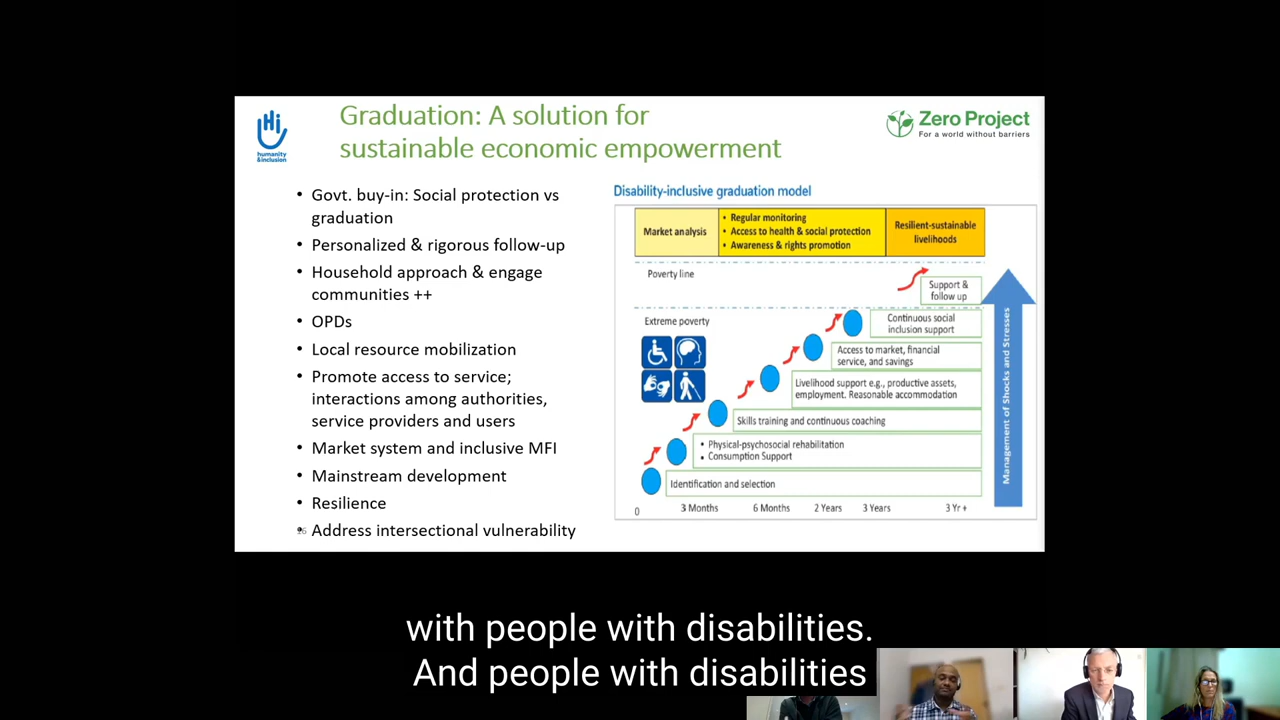 Hi
humanity
&inclusion
Graduation: A solution for
sustainable economic empowerment
Zero Project
For a world without barriers
• Govt. buy-in: Social protection vs
graduation
• Personalized & rigorous follow-up
• Household approach & engage
communities ++
• OPDs
Local resource mobilization
• Promote access to service;
interactions among authorities,
service providers and users
• Market system and inclusive MFI
• Mainstream development
• Resilience
• Address intersectional vulnerability
Disability-inclusive graduation model
Market analysis
• Regular monitoring
• Access to health & social protection
• Awareness & rights promotion
Resilient-sustainable
livelihoods
Poverty line
Support &
follow up
Extreme poverty
Continuous social
inclusion support
Access to market, financial
service, and savings
Livelihood support e.g., productive assets,
employment. Reasonable accommodation
Skills training and continuous coaching
• Physical-psychosocial rehabilitation
• Consumption Support
Identification and selection
0 3 Months 6 Months 2 Years 3 Years 3 Yr +
Management of Shocks and Stresses
with people with disabilities.
And people with disabilities